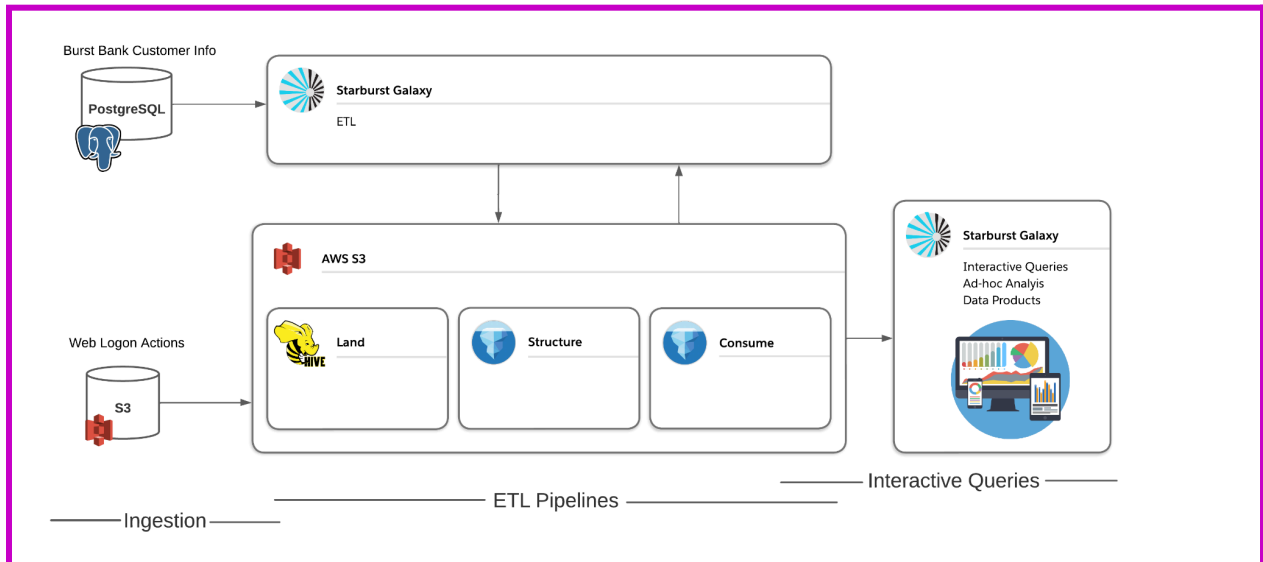 Burst Bank Customer Info
PostgreSQL
Starburst Galaxy
ETL
AWS S3
Starburst Galaxy
Interactive Queries
Ad-hoc Analyis
Data Products
Web Logon Actions
S3
HIVE
Land
Structure
Consume
Interactive Queries
ETL Pipelines
Ingestion